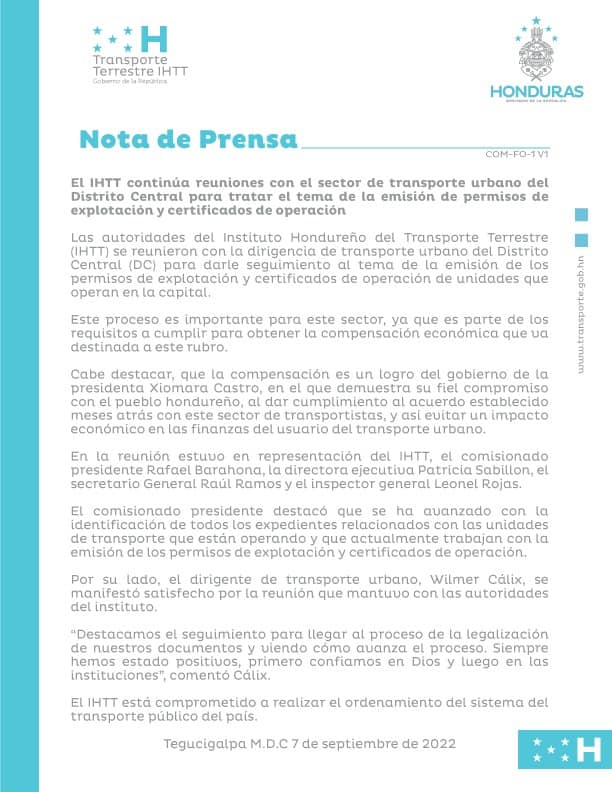 H
Transporte
Terrestre IHTT
Gobierno de la República
HONDURAS
GOBIERNO DE LA REPÚBLICA
Nota de Prensa
COM-FO-1 V1
El IHTT continúa reuniones con el sector de transporte urbano del
Distrito Central para tratar el tema de la emisión de permisos de
explotación y certificados de operación
Las autoridades del Instituto Hondureño del Transporte Terrestre
(IHTT) se reunieron con la dirigencia de transporte urbano del Distrito
Central (DC) para darle seguimiento al tema de la emisión de los
permisos de explotación y certificados de operación de unidades que
operan en la capital.
Este proceso es importante para este sector, ya que es parte de los
requisitos a cumplir para obtener la compensación económica que va
destinada a este rubro.
Cabe destacar, que la compensación es un logro del gobierno de la
presidenta Xiomara Castro, en el que demuestra su fiel compromiso
con el pueblo hondureño, al dar cumplimiento al acuerdo establecido
meses atrás con este sector de transportistas, y asi evitar un impacto
económico en las finanzas del usuario del transporte urbano.
En la reunión estuvo en representación del IHTT, el comisionado
presidente Rafael Barahona, la directora ejecutiva Patricia Sabillon, el
secretario General Raúl Ramos y el inspector general Leonel Rojas.
El comisionado presidente destacó que se ha avanzado con la
identificación de todos los expedientes relacionados con las unidades
de transporte que están operando y que actualmente trabajan con la
emisión de los permisos de explotación y certificados de operación.
Por su lado, el dirigente de transporte urbano, Wilmer Cálix, se
manifestó satisfecho por la reunión que mantuvo con las autoridades
del instituto.
“Destacamos el seguimiento para llegar al proceso de la legalización
de nuestros documentos y viendo cómo avanza el proceso. Siempre
hemos estado positivos, primero confiamos en Dios y luego en las
instituciones”, comentó Cálix.
El IHTT está comprometido a realizar el ordenamiento del sistema del
transporte público del país.
Tegucigalpa M.D.C 7 de septiembre de 2022
www.transporte.gob.hn
H